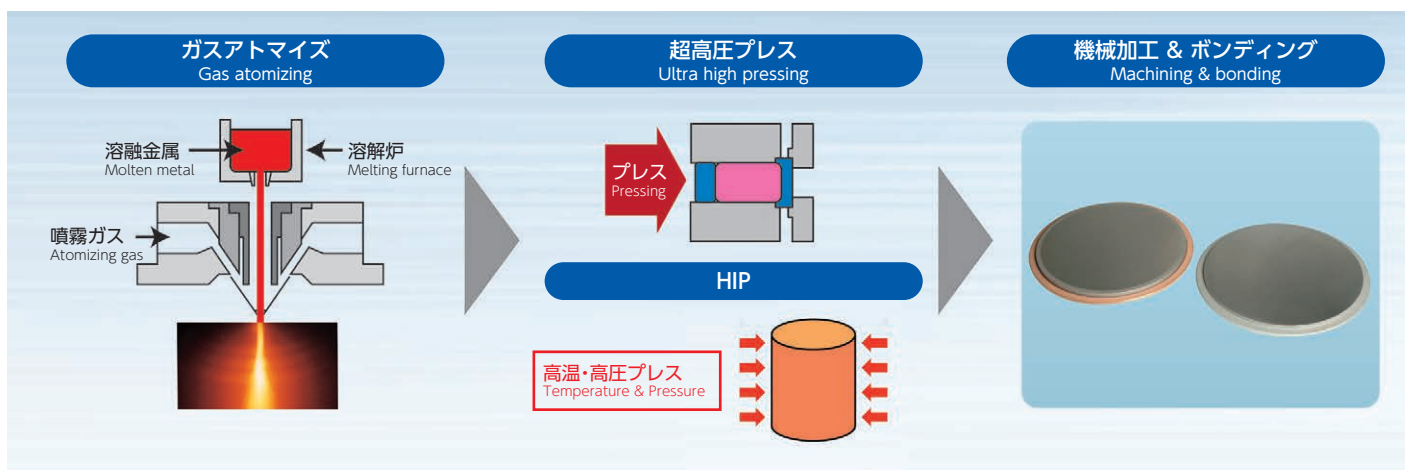 ガスアトマイズ
Gas atomizing
溶融金属
Molten metal
溶解炉
Melting furnace
噴霧ガス
Atomizing gas
超高圧プレス
Ultra high pressing
プレス
Pressing
HIP
高温・高圧プレス
Temperature & Pressure
機械加工 & ボンディング
Machining & bonding